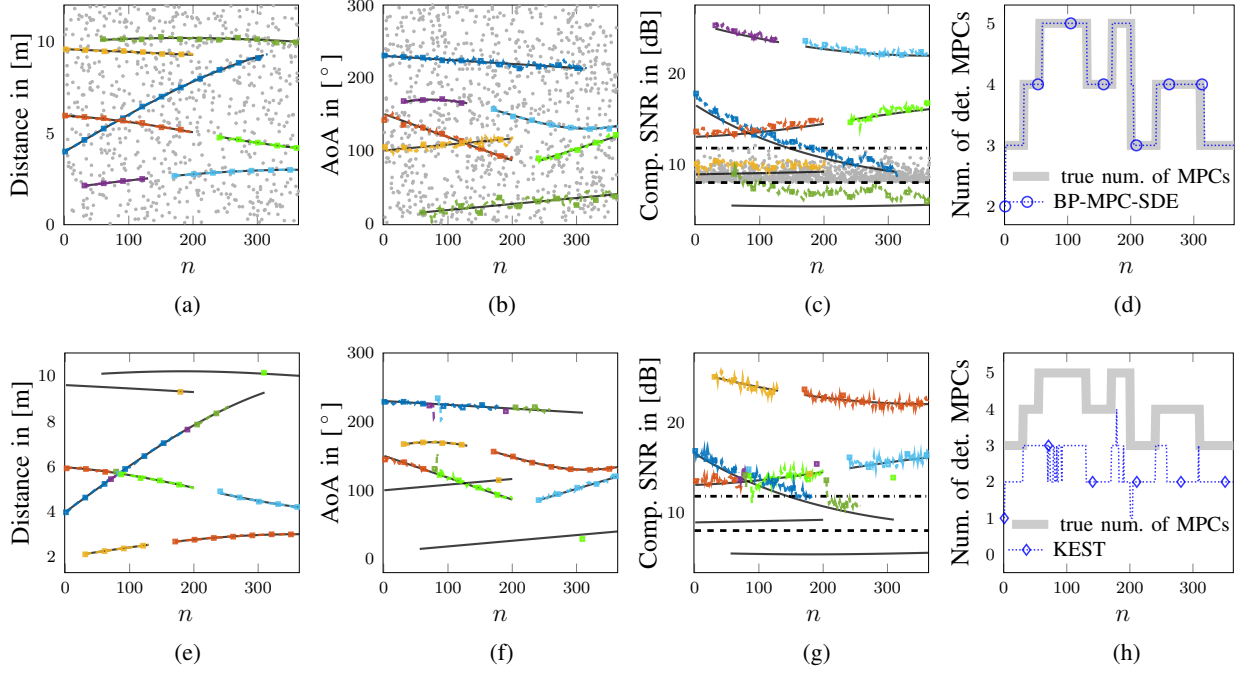 Distance in [m]
10
5
0
0
100
200
300
n
(a)
AoA in [°]
300
200
100
0
0
100
200
300
n
(b)
Comp. SNR in [dB]
20
10
0
100
200
300
n
(c)
Num. of det. MPCs
5
4
3
2
true num. of MPCs
BP-MPC-SDE
0
100
200
300
n
(d)
Distance in [m]
10
8
6
4
2
0
100
200
300
n
(e)
AoA in [°]
300
200
100
0
0
100
200
300
n
(f)
Comp. SNR in [dB]
20
10
0
100
200
300
n
(g)
Num. of det. MPCs
5
4
3
2
1
0
true num. of MPCs
KEST
0
100
200
300
n
(h)